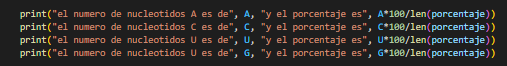 print("el numero de nucleotidos A es de", A, "y el porcentaje es", A*100/len(porcentaje))
print("el numero de nucleotidos C es de", C, "y el porcentaje es", C*100/len(porcentaje))
print("el numero de nucleotidos U es de", U, "y el porcentaje es", U*100/len(porcentaje))
print("el numero de nucleotidos U es de", G, "y el porcentaje es", G*100/len(porcentaje))